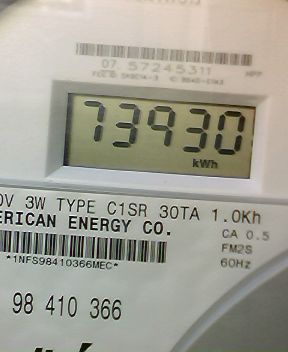 07 57245311
73930
kWh
0V 3W TYPE C1SR 30TA 1.0Kh
ERICAN ENERGY CO.
CA 0.5
FM2S
60Hz
*1NFS98410366MEC*
98 410 366